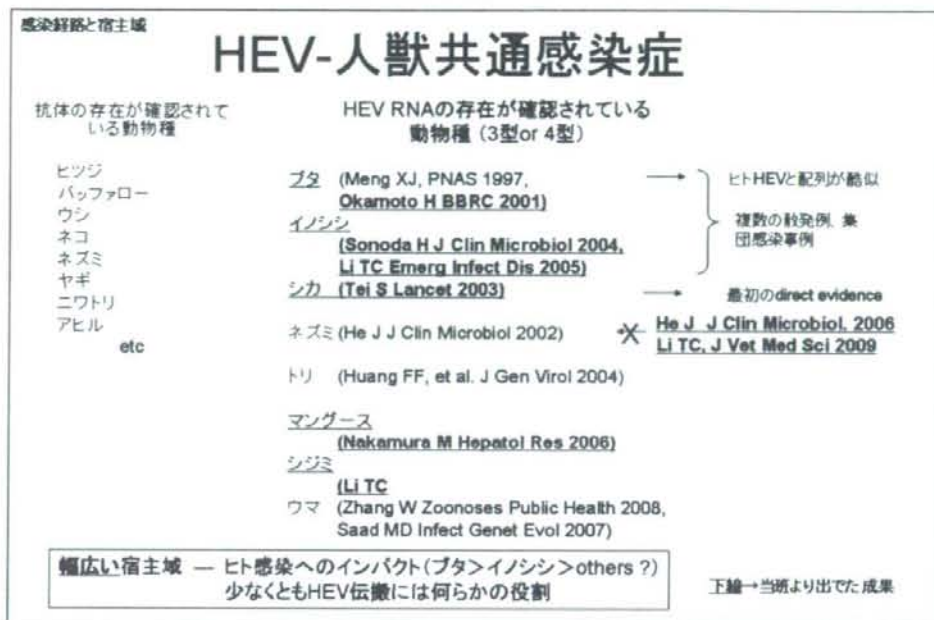 感染経路と宿主域
HEV-人獣共通感染症
抗体の存在が確認されて
いる動物種
ヒツジ
バッファロー
ウシ
ネコ
ネズミ
ヤギ
ニワトリ
アヒル
etc
HEV RNAの存在が確認されている
動物種 (3型or 4型)
ブタ (Meng XJ, PNAS 1997,
Okamoto H BBRC 2001)
イノシシ
(Sonoda H J Clin Microbiol 2004,
Li TC Emerg Infect Dis 2005)
シカ (Tei S Lancet 2003)
ネズミ (He J J Clin Microbiol 2002)
トリ (Huang FF, et al. J Gen Virol 2004)
マングース
(Nakamura M Hepatol Res 2006)
シジミ
(Li TC
ウマ (Zhang W Zoonoses Public Health 2008,
Saad MD Infect Genet Evol 2007)
→ ヒトHEVと配列が酷似
複数の散発例、集
団感染事例
→ 最初のdirect evidence
He J J Clin Microbiol. 2006
Li TC, J Vet Med Sci 2009
幅広い宿主域 — ヒト感染へのインパクト(ブタ>イノシシ>others ?)
少なくともHEV伝搬には何らかの役割
下線→当班より出でた成果